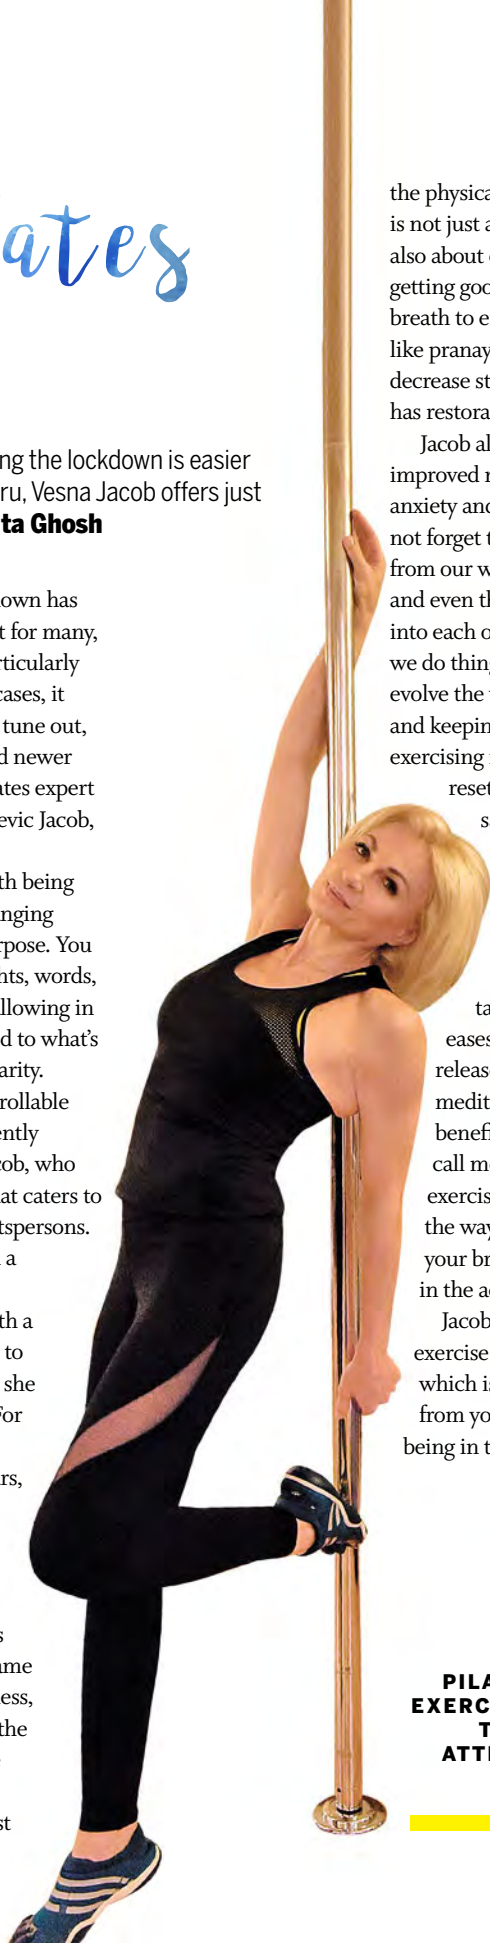 ates
ng the lockdown is easier
ru, Vesna Jacob offers just
ta Ghosh
own has
t for many,
ticularly
cases, it
tune out,
d newer
ates expert
evic Jacob,
th being
nging
rpose. You
hts, words,
llowing in
d to what's
arity.
rollable
ently
cob, who
at caters to
tspersons.
a
th a
to
she
For
rs,
s
ame
ess,
the
st
the physica
is not just a
also about
getting goo
breath to e
like pranay
decrease st
has restora
Jacob al
improved r
anxiety and
not forget t
from our w
and even th
into each o
we do thing
evolve the
and keepin
exercising
reset
s
ta
eases
releas
medit
benefi
call m
exercis
the way
your br
in the a
Jacob
exercise
which is
from yo
being in t
PILA
EXERC
T
ATT